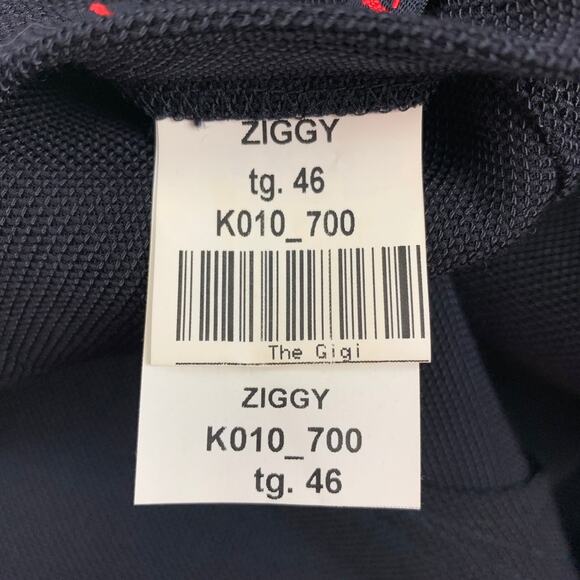 ZIGGY
tg. 46
K010_700
The Gigi
ZIGGY
K010_700
tg. 46